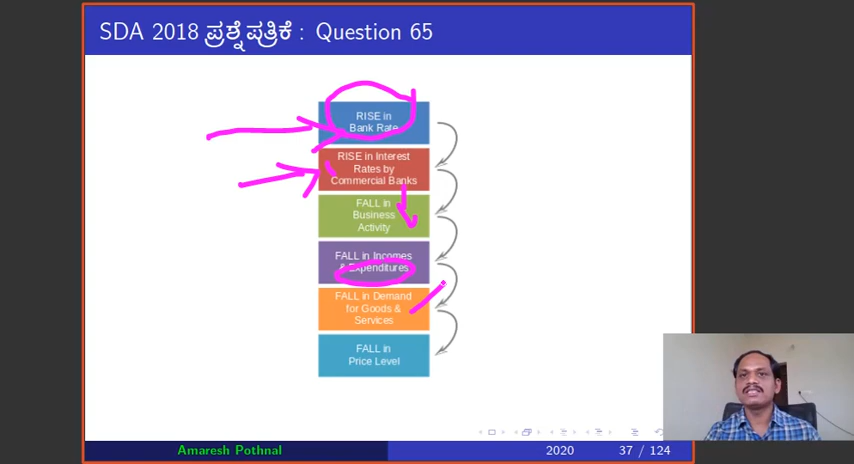 SDA 2018 ಪ್ರಶ್ನೆಪತ್ರಿಕೆ : Question 65
RISE in
Bank Rate
RISE in Interest
Rates by
Commercial Banks
FALL in
Business
Activity
FALL in Incomes
& Expenditures
FALL in Demand
for Goods &
Services
FALL in
Price Level
Amaresh Pothnal
2020
37 / 124